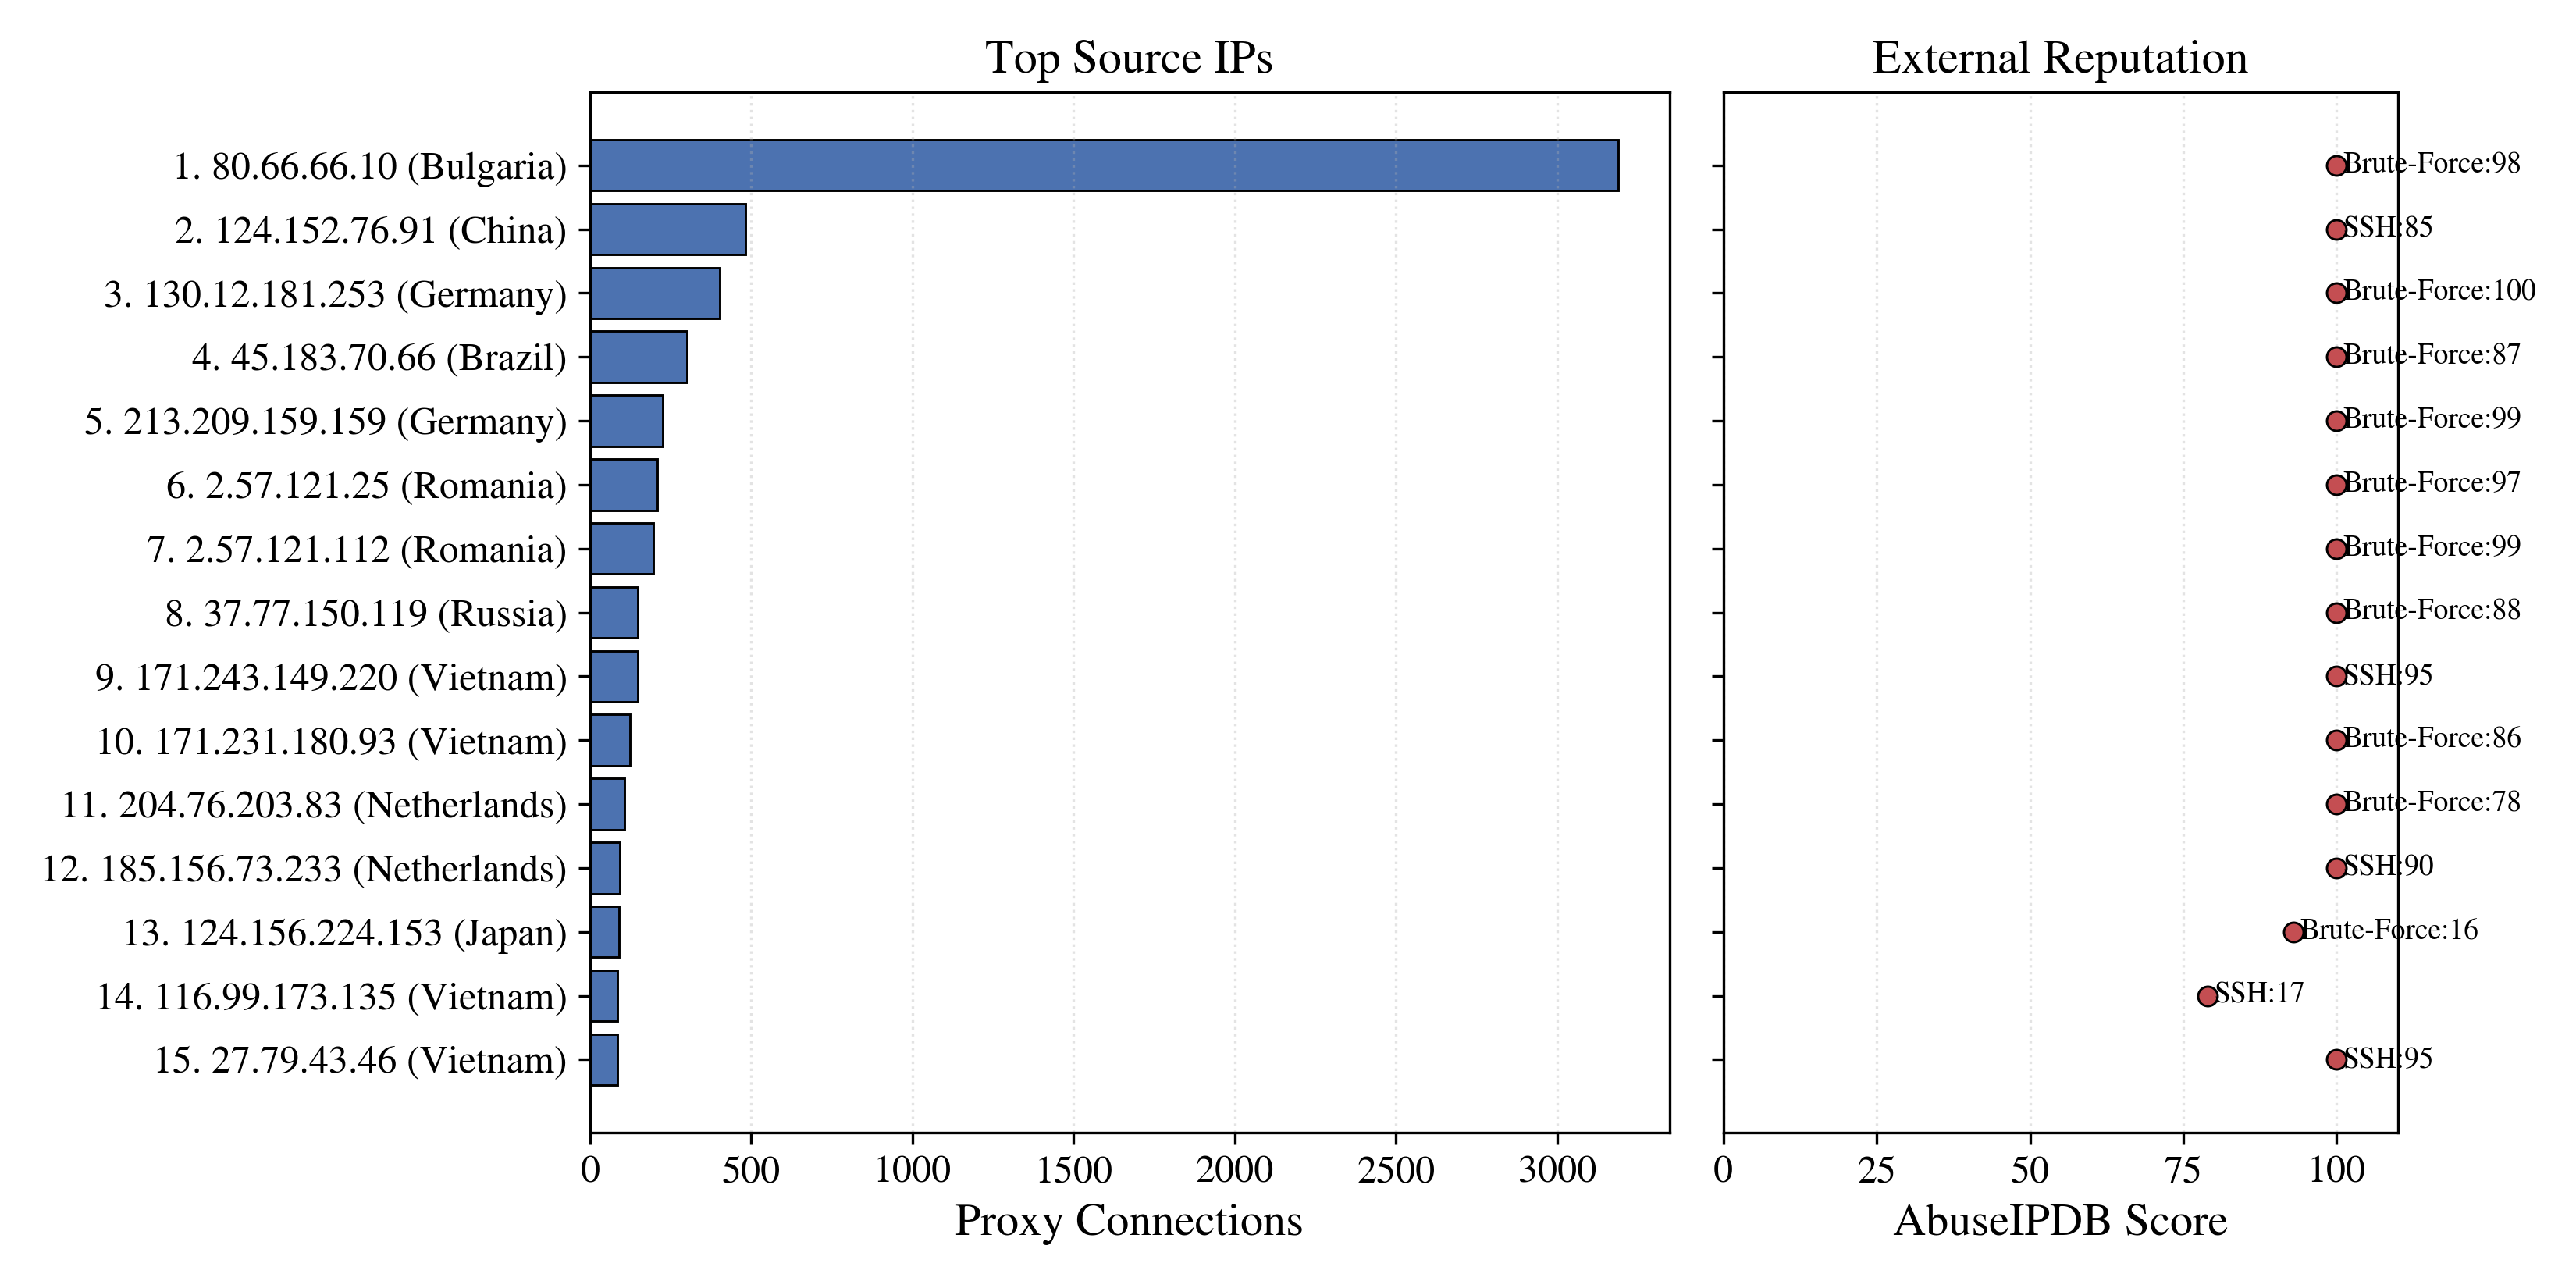 Top Source IPs
External Reputation
1. 80.66.66.10 (Bulgaria)
Brute-Force:98
2. 124.152.76.91 (China)
SSH:85
3. 130.12.181.253 (Germany)
Brute-Force:100
4. 45.183.70.66 (Brazil)
Brute-Force:87
5. 213.209.159.159 (Germany)
Brute-Force:99
6. 2.57.121.25 (Romania)
Brute-Force:97
7. 2.57.121.112 (Romania)
Brute-Force:99
8. 37.77.150.119 (Russia)
Brute-Force:88
9. 171.243.149.220 (Vietnam)
SSH:95
10. 171.231.180.93 (Vietnam)
Brute-Force:86
11. 204.76.203.83 (Netherlands)
Brute-Force:78
12. 185.156.73.233 (Netherlands)
SSH:90
13. 124.156.224.153 (Japan)
Brute-Force:16
14. 116.99.173.135 (Vietnam)
SSH:17
15. 27.79.43.46 (Vietnam)
SSH:95
0 500 1000 1500 2000 2500 3000
0 25 50 75 100
Proxy Connections
AbuseIPDB Score